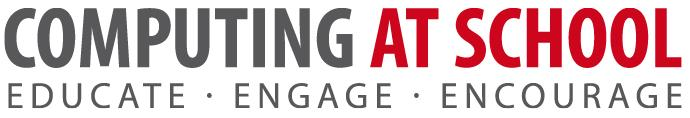 COMPUTING AT SCHOOL
EDUCATE · ENGAGE · ENCOURAGE